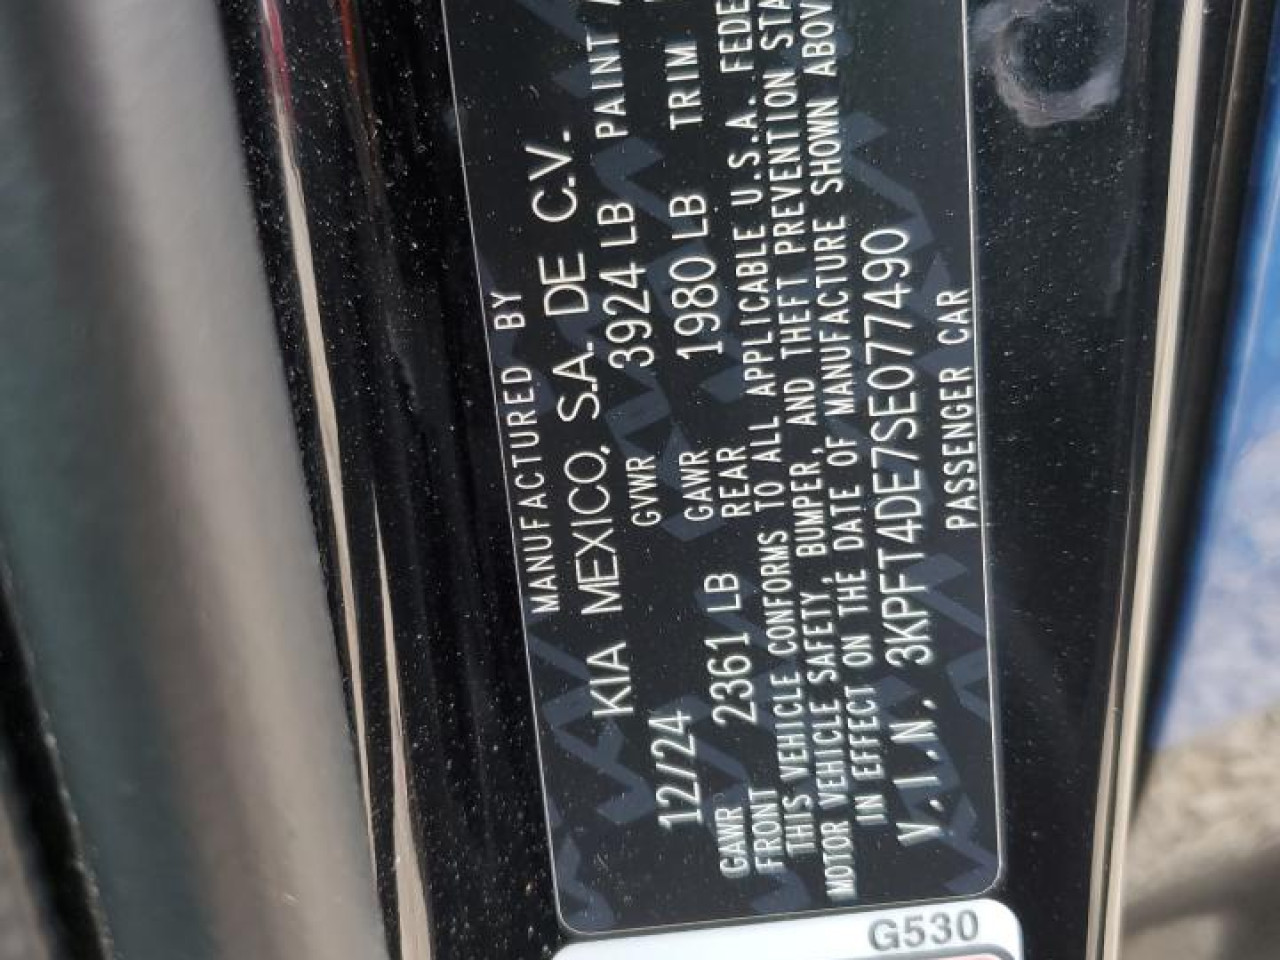 MANUFACTURED BY
KIA MEXICO, S.A. DE C.V.
12/24 GVWR 3924 LB PAINT
GAWR FRONT 2361 LB GAWR REAR 1980 LB TRIM
THIS VEHICLE CONFORMS TO ALL APPLICABLE U.S.A. FEDE
MOTOR VEHICLE SAFETY, BUMPER, AND THEFT PREVENTION STA
IN EFFECT ON THE DATE OF MANUFACTURE SHOWN ABOV
V.I.N. 3KPFT4DE7SE077490
PASSENGER CAR
G530